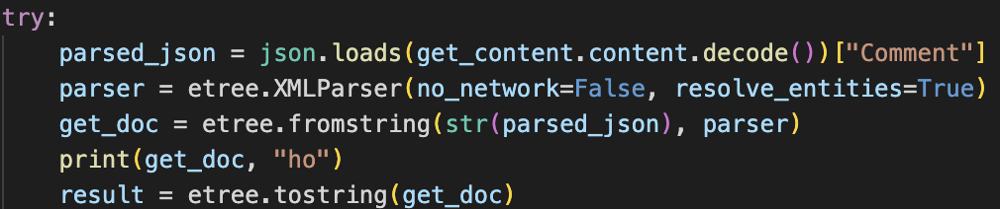 try:
    parsed_json = json.loads(get_content.content.decode())["Comment"]
    parser = etree.XMLParser(no_network=False, resolve_entities=True)
    get_doc = etree.fromstring(str(parsed_json), parser)
    print(get_doc, "ho")
    result = etree.tostring(get_doc)